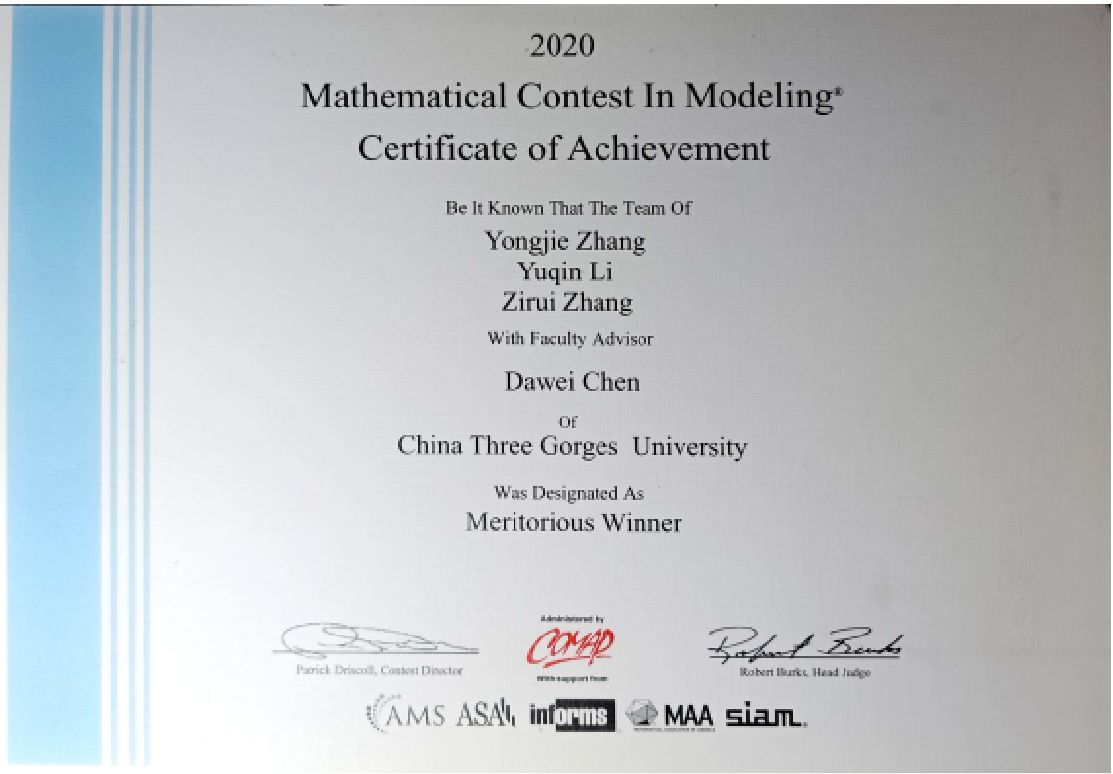 2020
Mathematical Contest In Modeling®
Certificate of Achievement
Be It Known That The Team Of
Yongjie Zhang
Yuqin Li
Zirui Zhang
With Faculty Advisor
Dawei Chen
Of
China Three Gorges University
Was Designated As
Meritorious Winner
Administered by
COMAP
With support from
Robert Burks
Patrick Driscoll, Contest Director
Robert Burks, Head Judge
AMS ASA informs MAA siam.